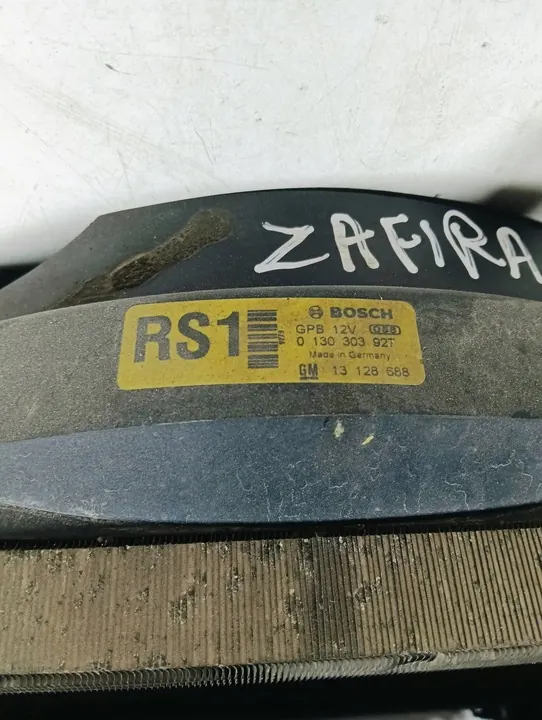 ZAFIRA
RS1
BOSCH
GPB 12V
0 130 303 92T
Made in Germany
GM 13 128 688